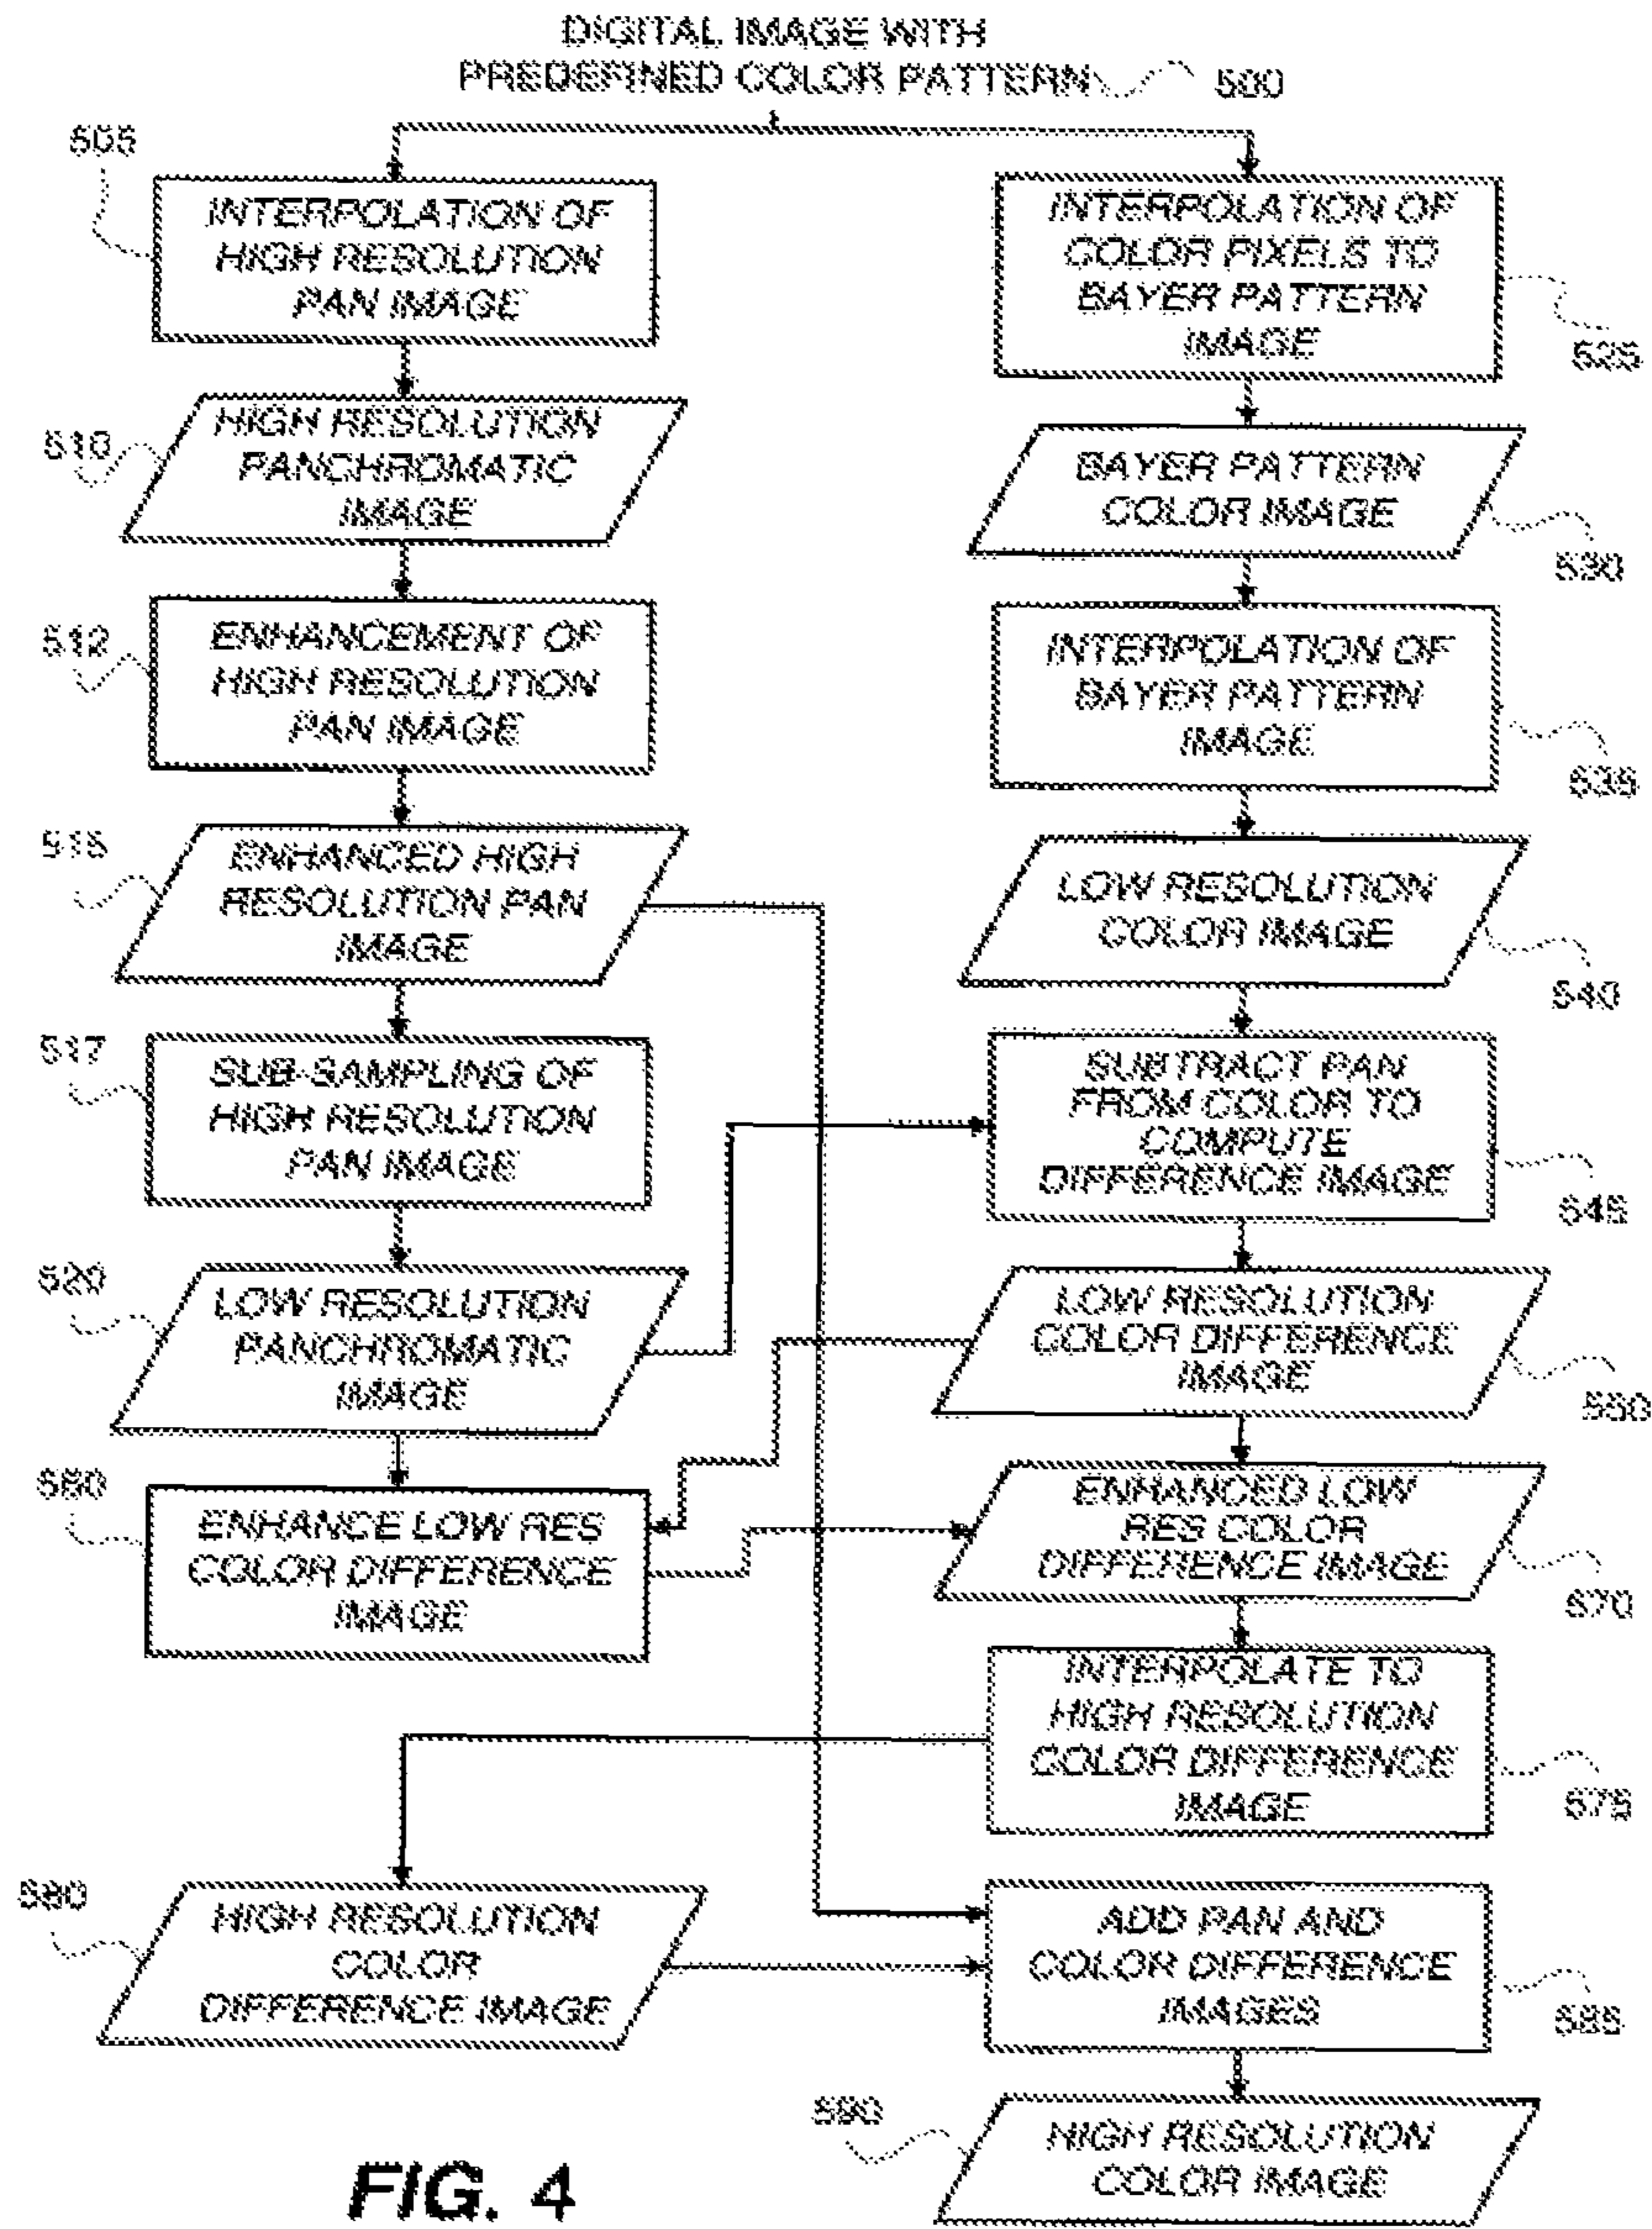 DIGITAL IMAGE WITH
PREDEFINED COLOR PATTERN
500
505
INTERPOLATION OF
HIGH RESOLUTION
PAN IMAGE
INTERPOLATION OF
COLOR PIXELS TO
BAYER PATTERN
IMAGE
525
510
HIGH RESOLUTION
PANCHROMATIC
IMAGE
BAYER PATTERN
COLOR IMAGE
530
512
ENHANCEMENT OF
HIGH RESOLUTION
PAN IMAGE
INTERPOLATION OF
BAYER PATTERN
IMAGE
535
515
ENHANCED HIGH
RESOLUTION PAN
IMAGE
LOW RESOLUTION
COLOR IMAGE
540
517
SUB-SAMPLING OF
HIGH RESOLUTION
PAN IMAGE
SUBTRACT PAN
FROM COLOR TO
COMPUTE
DIFFERENCE IMAGE
545
520
LOW RESOLUTION
PANCHROMATIC
IMAGE
LOW RESOLUTION
COLOR DIFFERENCE
IMAGE
550
ENHANCE LOW RES
COLOR DIFFERENCE
IMAGE
ENHANCED LOW
RES COLOR
DIFFERENCE IMAGE
570
INTERPOLATE TO
HIGH RESOLUTION
COLOR DIFFERENCE
IMAGE
575
580
HIGH RESOLUTION
COLOR
DIFFERENCE IMAGE
ADD PAN AND
COLOR DIFFERENCE
IMAGES
585
590
HIGH RESOLUTION
COLOR IMAGE
FIG. 4